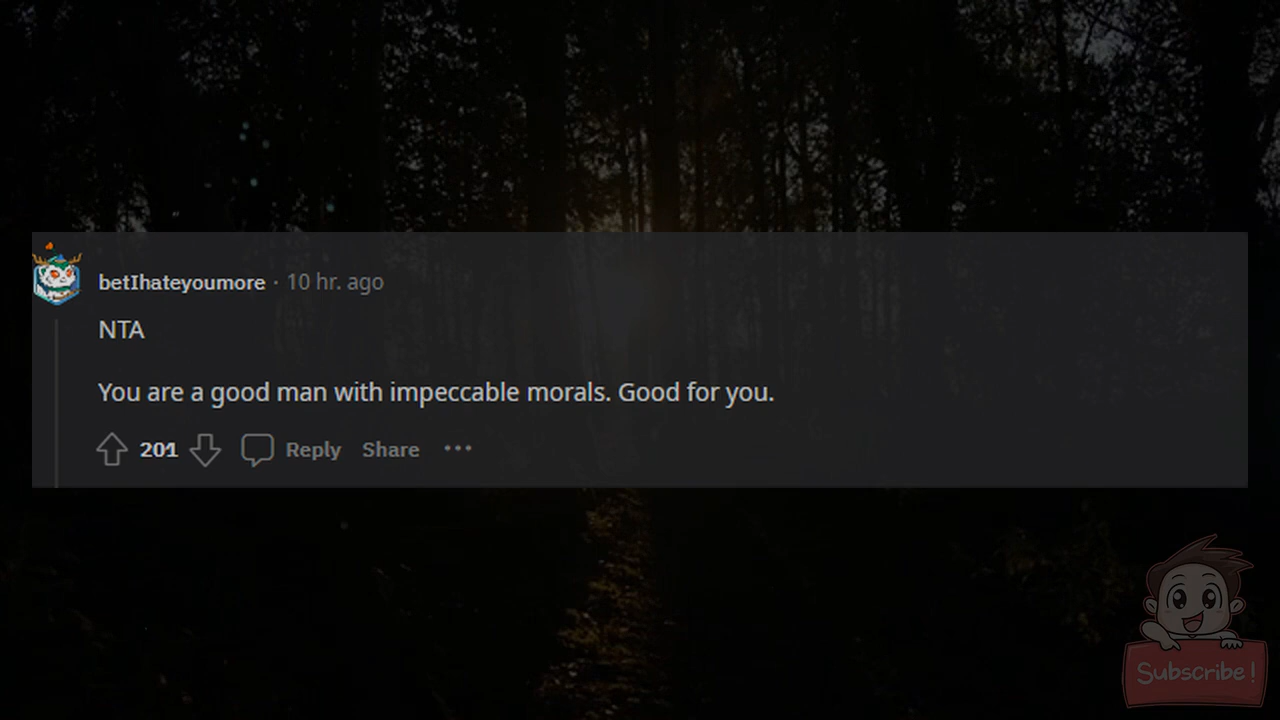 betIhateyoumore · 10 hr. ago
NTA
You are a good man with impeccable morals. Good for you.
201 Reply Share ···
Subscribe!